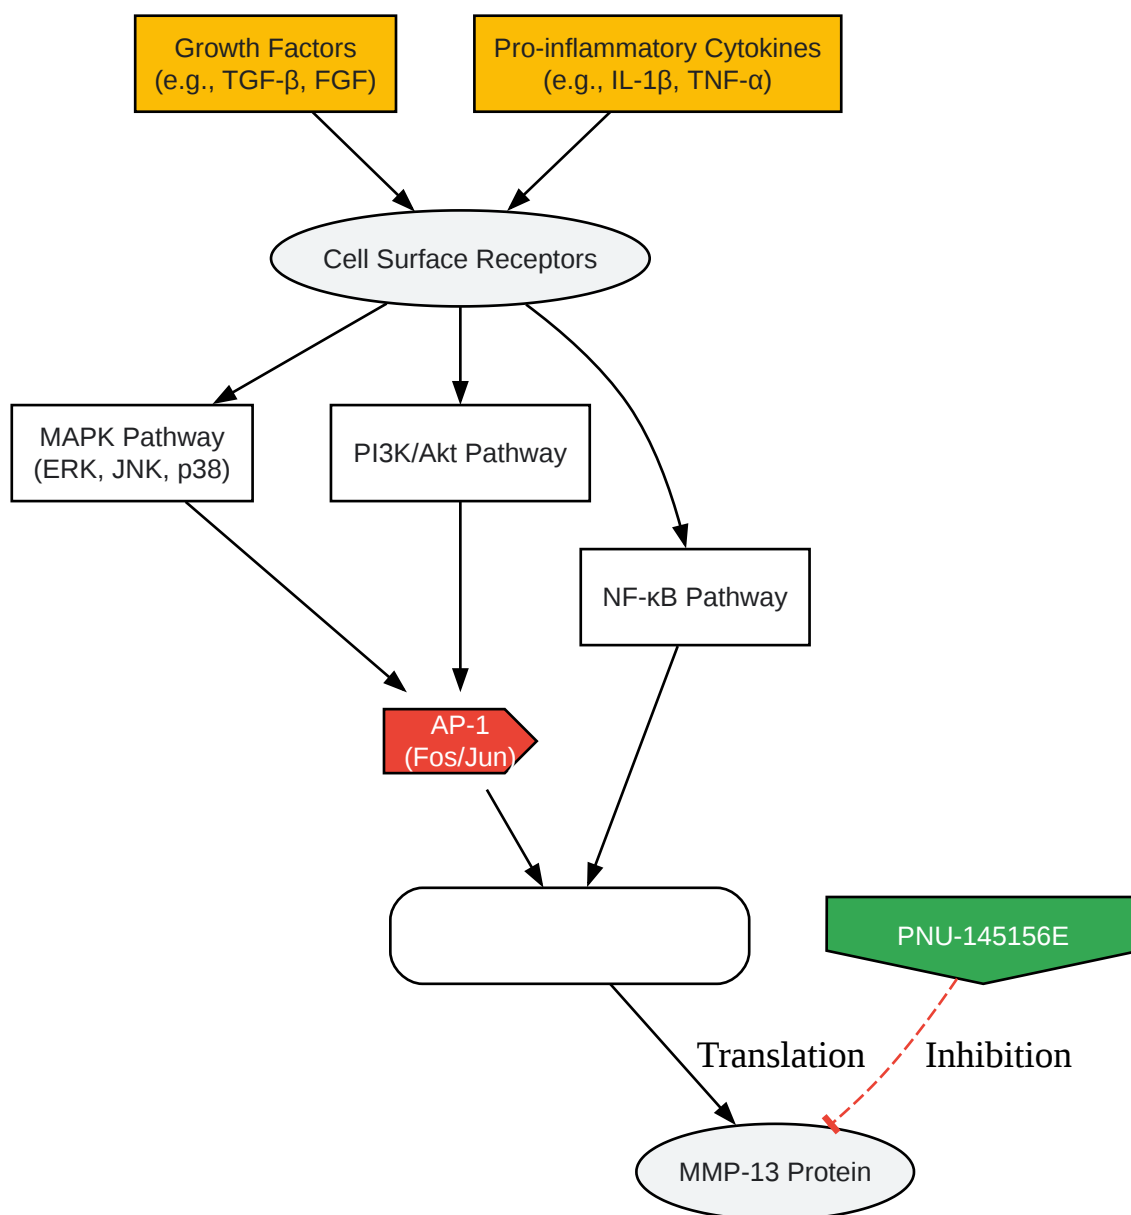 Growth Factors
(e.g., TGF-β, FGF)
Pro-inflammatory Cytokines
(e.g., IL-1β, TNF-α)
Cell Surface Receptors
MAPK Pathway
(ERK, JNK, p38)
PI3K/Akt Pathway
NF-κB Pathway
AP-1
(Fos/Jun)
PNU-145156E
Translation
Inhibition
MMP-13 Protein